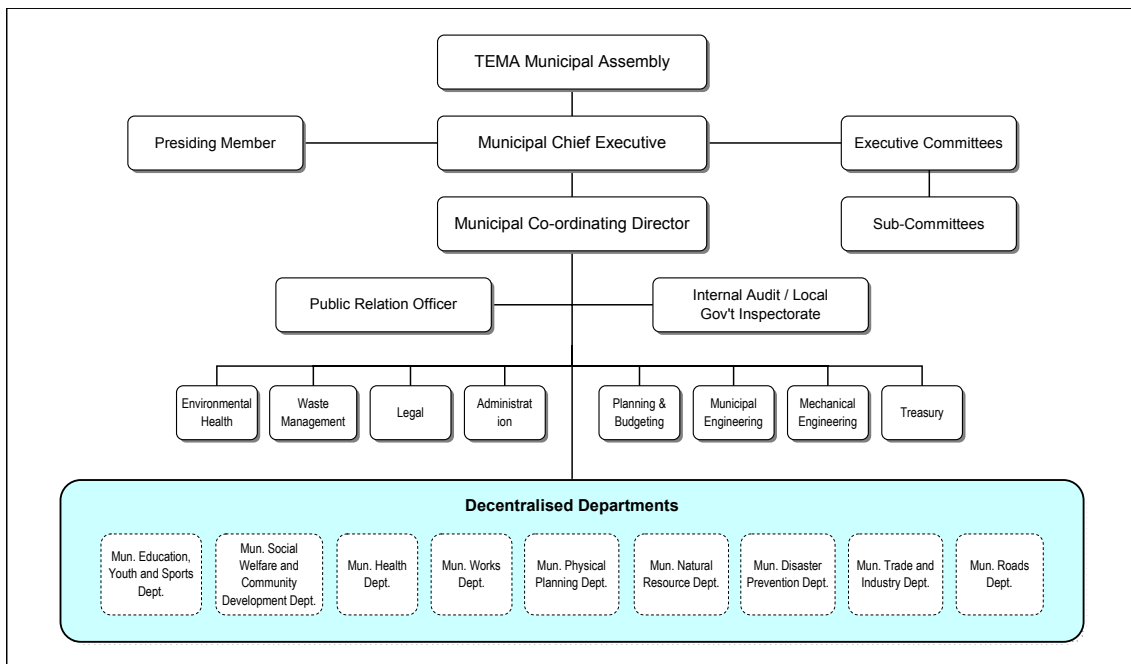 TEMA Municipal Assembly
Presiding Member
Municipal Chief Executive
Executive Committees
Municipal Co-ordinating Director
Sub-Committees
Public Relation Officer
Internal Audit / Local
Gov't Inspectorate
Environmental
Health
Waste
Management
Legal
Administrat
ion
Planning &
Budgeting
Municipal
Engineering
Mechanical
Engineering
Treasury
Decentralised Departments
Mun. Education,
Youth and Sports
Dept.
Mun. Social
Welfare and
Community
Development Dept.
Mun. Health
Dept.
Mun. Works
Dept.
Mun. Physical
Planning Dept.
Mun. Natural
Resource Dept.
Mun. Disaster
Prevention Dept.
Mun. Trade and
Industry Dept.
Mun. Roads
Dept.